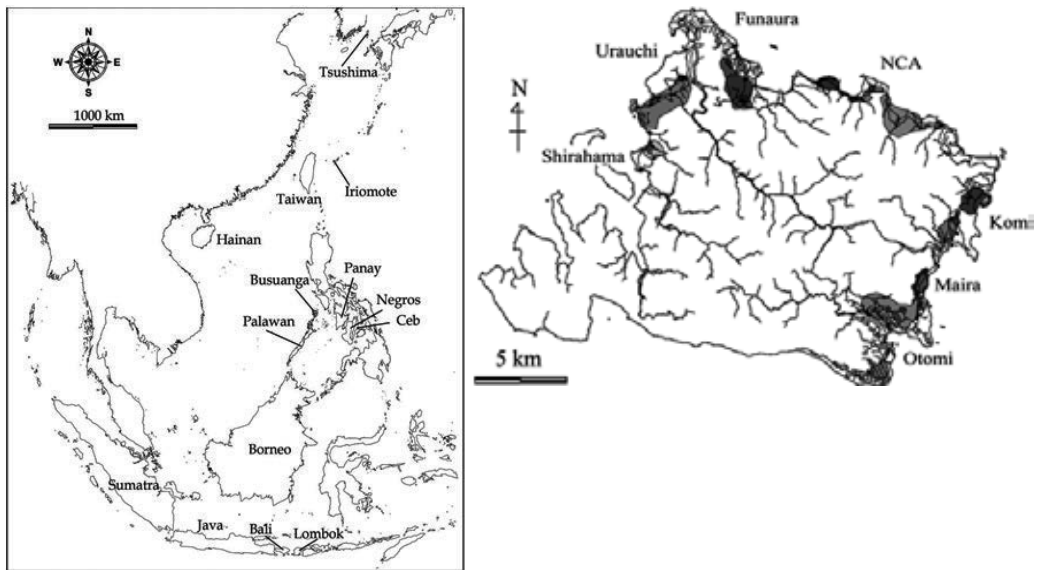 N
W E
S
1000 km
Tsushima
Iriomote
Taiwan
Hainan
Busuanga
Panay
Negros
Ceb
Palawan
Borneo
Sumatra
Java
Bali
Lombok
Funaura
Urauchi
NCA
N
Shirahama
Kom
Maira
Otomi
5 km